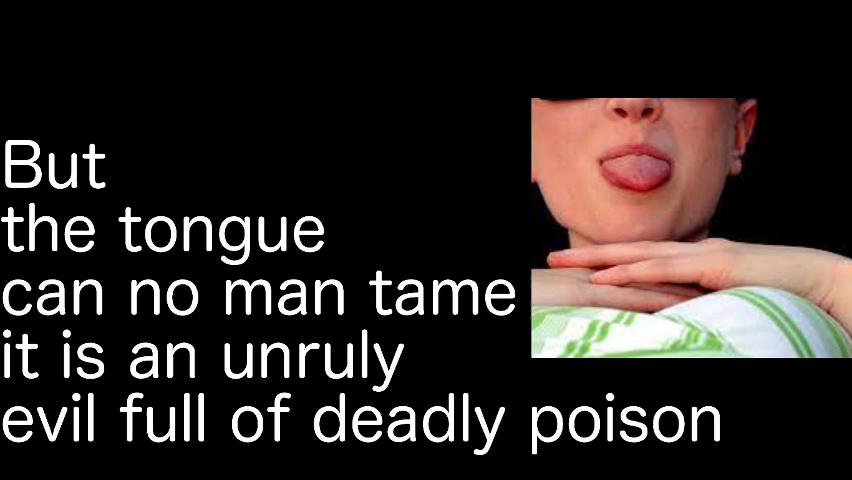 But
the tongue
can no man tame
it is an unruly
evil full of deadly poison